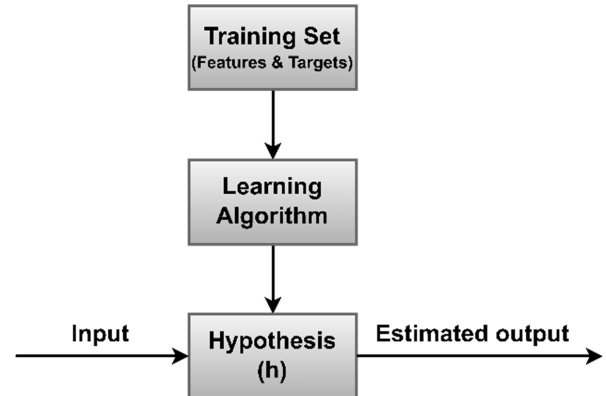 Training Set
(Features & Targets)
Learning
Algorithm
Input
Hypothesis
(h)
Estimated output